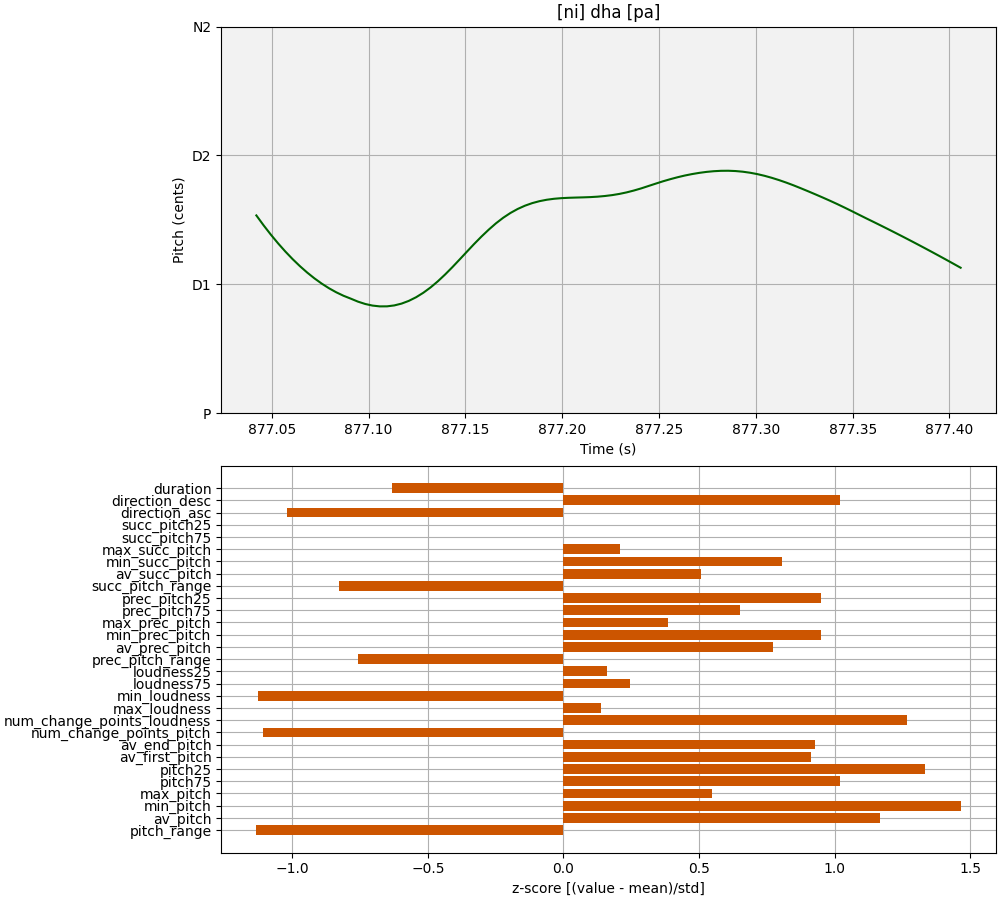 [ni] dha [pa]
N2
D2
D1
P
Pitch (cents)
877.05 877.10 877.15 877.20 877.25 877.30 877.35 877.40
Time (s)
duration
direction_desc
direction_asc
succ_pitch25
succ_pitch75
max_succ_pitch
min_succ_pitch
av_succ_pitch
succ_pitch_range
prec_pitch25
prec_pitch75
max_prec_pitch
min_prec_pitch
av_prec_pitch
prec_pitch_range
loudness25
loudness75
min_loudness
max_loudness
num_change_points_loudness
num_change_points_pitch
av_end_pitch
av_first_pitch
pitch25
pitch75
max_pitch
min_pitch
av_pitch
pitch_range
−1.0 −0.5 0.0 0.5 1.0 1.5
z-score [(value - mean)/std]